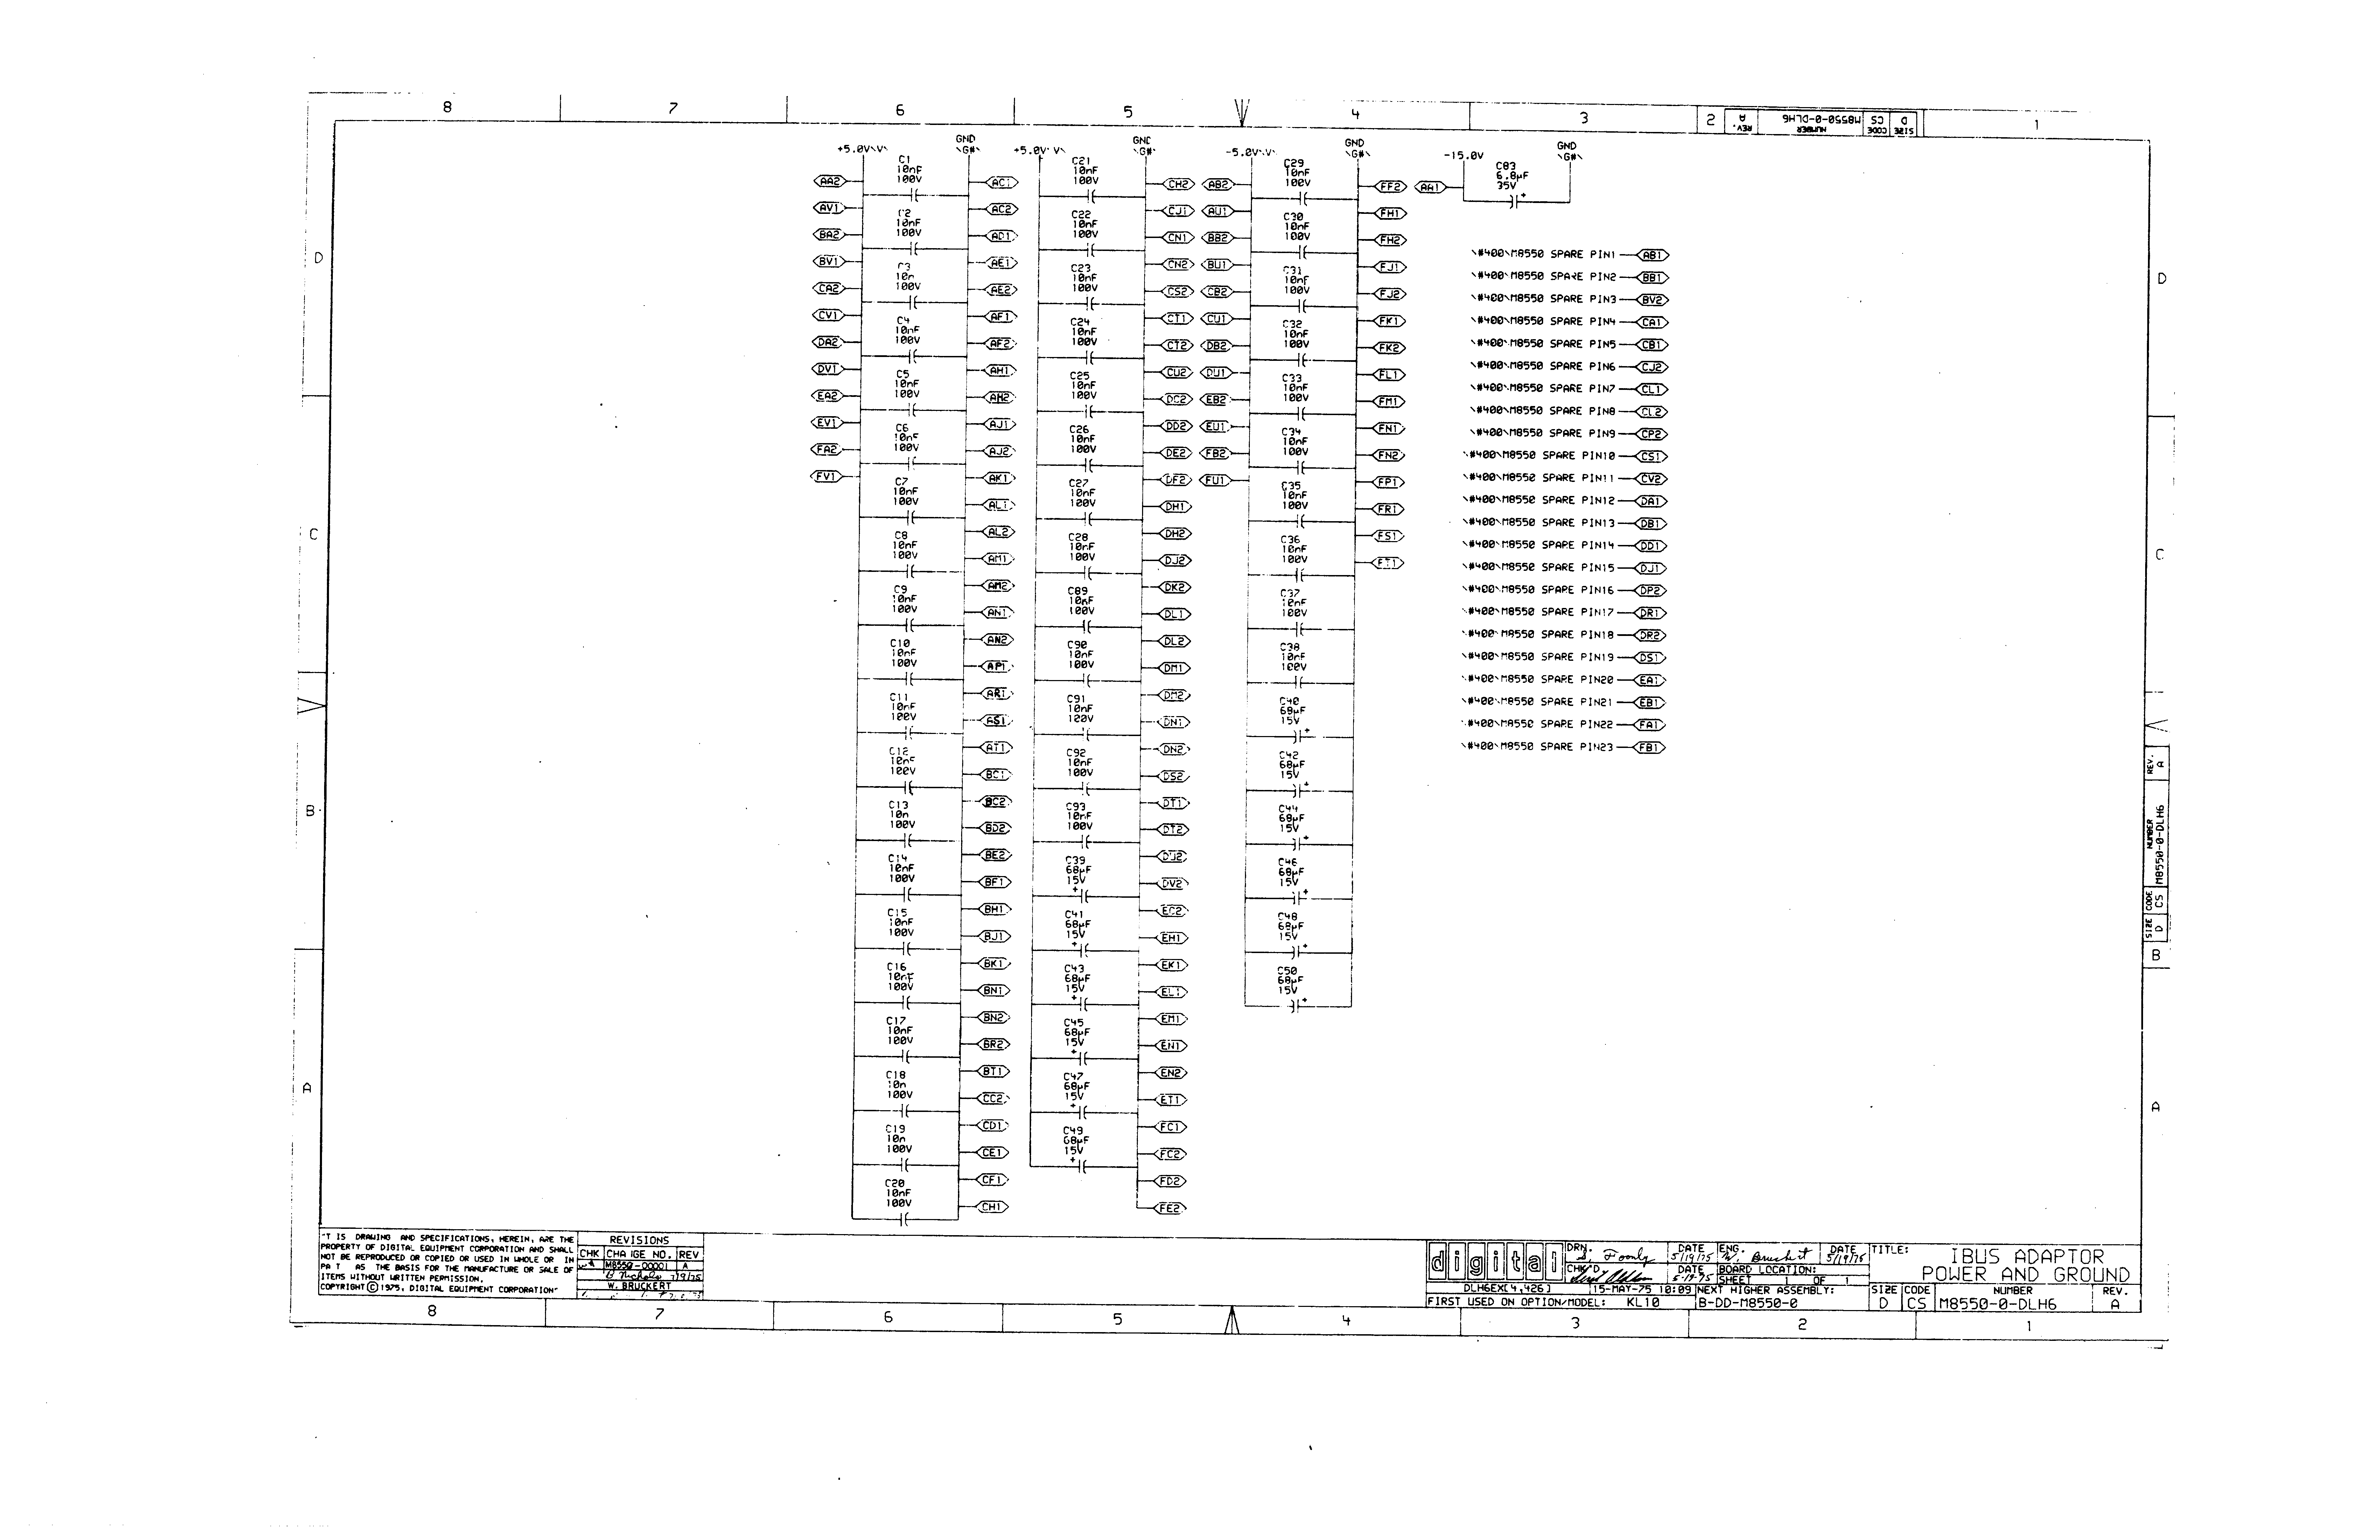 8 7 6 5 4 3 2 1
REV. A NUMBER M8550-0-DLH6 CODE CS SIZE D
+5.0V\V\
GND
\G#\
C1
10nF
100V
C2
10nF
100V
C3
10n
100V
C4
10nF
100V
C5
10nF
100V
C6
10nF
100V
C7
10nF
100V
C8
10nF
100V
C9
10nF
100V
C10
10nF
100V
C11
10nF
100V
C12
10nF
100V
C13
10n
100V
C14
10nF
100V
C15
10nF
100V
C16
10nF
100V
C17
10nF
100V
C18
10n
100V
C19
10n
100V
C20
10nF
100V
AA2
AV1
BA2
BV1
CA2
CV1
DA2
DV1
EA2
EV1
FA2
FV1
AC1
AC2
AD1
AE1
AE2
AF1
AF2
AH1
AH2
AJ1
AJ2
AK1
AL1
AL2
AM1
AM2
AN1
AN2
AP1
AR1
AS1
AT1
BC1
BC2
BD2
BE2
BF1
BH1
BJ1
BK1
BN1
BN2
BR2
BT1
CC2
CD1
CE1
CF1
CH1
+5.0V\V\
GND
\G#\
C21
10nF
100V
C22
10nF
100V
C23
10nF
100V
C24
10nF
100V
C25
10nF
100V
C26
10nF
100V
C27
10nF
100V
C28
10nF
100V
C89
10nF
100V
C90
10nF
100V
C91
10nF
100V
C92
10nF
100V
C93
10nF
100V
C39
68µF
15V
+
C41
68µF
15V
+
C43
68µF
15V
+
C45
68µF
15V
+
C47
68µF
15V
+
C49
68µF
15V
+
CH2
CJ1
CN1
CN2
CS2
CT1
CT2
CU2
DC2
DD2
DE2
DF2
DH1
DH2
DJ2
DK2
DL1
DL2
DM1
DM2
DN1
DN2
DS2
DT1
DT2
DU2
DV2
EC2
EH1
EK1
EL1
EM1
EN1
EN2
ET1
FC1
FC2
FD2
FE2
-5.0V\V\
GND
\G#\
AB2
AU1
BB2
BU1
CB2
CU1
DB2
DU1
EB2
EU1
FB2
FU1
C29
10nF
100V
C30
10nF
100V
C31
10nF
100V
C32
10nF
100V
C33
10nF
100V
C34
10nF
100V
C35
10nF
100V
C36
10nF
100V
C37
10nF
100V
C38
10nF
100V
C40
68µF
15V
+
C42
68µF
15V
+
C44
68µF
15V
+
C46
68µF
15V
+
C48
68µF
15V
+
C50
68µF
15V
+
FF2
FH1
FH2
FJ1
FJ2
FK1
FK2
FL1
FM1
FN1
FN2
FP1
FR1
FS1
FT1
-15.0V
GND
\G#\
AA1
C83
6.8µF
35V
+
\#400\M8550 SPARE PIN1 AB1
\#400\M8550 SPARE PIN2 BB1
\#400\M8550 SPARE PIN3 BV2
\#400\M8550 SPARE PIN4 CA1
\#400\M8550 SPARE PIN5 CB1
\#400\M8550 SPARE PIN6 CJ2
\#400\M8550 SPARE PIN7 CL1
\#400\M8550 SPARE PIN8 CL2
\#400\M8550 SPARE PIN9 CP2
\#400\M8550 SPARE PIN10 CS1
\#400\M8550 SPARE PIN11 CV2
\#400\M8550 SPARE PIN12 DA1
\#400\M8550 SPARE PIN13 DB1
\#400\M8550 SPARE PIN14 DD1
\#400\M8550 SPARE PIN15 DJ1
\#400\M8550 SPARE PIN16 DP2
\#400\M8550 SPARE PIN17 DR1
\#400\M8550 SPARE PIN18 DR2
\#400\M8550 SPARE PIN19 DS1
\#400\M8550 SPARE PIN20 EA1
\#400\M8550 SPARE PIN21 EB1
\#400\M8550 SPARE PIN22 FA1
\#400\M8550 SPARE PIN23 FB1
D
C
B
A
D
C
B
A
SIZE D CODE CS NUMBER M8550-0-DLH6 REV. A
"T IS DRAWING AND SPECIFICATIONS, HEREIN, ARE THE
PROPERTY OF DIGITAL EQUIPMENT CORPORATION AND SHALL
NOT BE REPRODUCED OR COPIED OR USED IN WHOLE OR IN
PA T AS THE BASIS FOR THE MANUFACTURE OR SALE OF
ITEMS WITHOUT WRITTEN PERMISSION.
COPYRIGHT © 1975, DIGITAL EQUIPMENT CORPORATION"
REVISIONS
CHK CHA IGE NO. REV
M8550-00001 A
B Nichols 7/9/75
W. BRUCKERT
digital
DRN. S. Foonly DATE 5/19/75 ENG. W. Bruckert DATE 5/19/75
CHK'D DATE 5-19-75 BOARD LOCATION:
SHEET 1 OF 1
DLH6EX[4,426] 15-MAY-75 10:09 NEXT HIGHER ASSEMBLY:
FIRST USED ON OPTION/MODEL: KL10 B-DD-M8550-0
TITLE: IBUS ADAPTOR
POWER AND GROUND
SIZE CODE NUMBER REV.
D CS M8550-0-DLH6 A
8 7 6 5 4 3 2 1